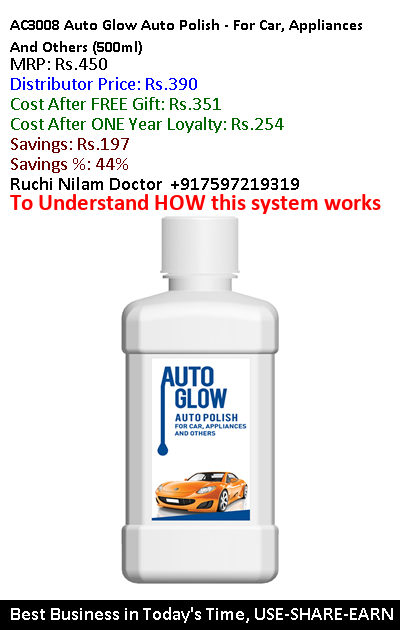 AC3008 Auto Glow Auto Polish - For Car, Appliances
And Others (500ml)
MRP: Rs.450
Distributor Price: Rs.390
Cost After FREE Gift: Rs.351
Cost After ONE Year Loyalty: Rs.254
Savings: Rs.197
Savings %: 44%
Ruchi Nilam Doctor +917597219319
To Understand HOW this system works
AUTO
GLOW
AUTO POLISH
FOR CAR, APPLIANCES
AND OTHERS
Best Business in Today's Time, USE-SHARE-EARN